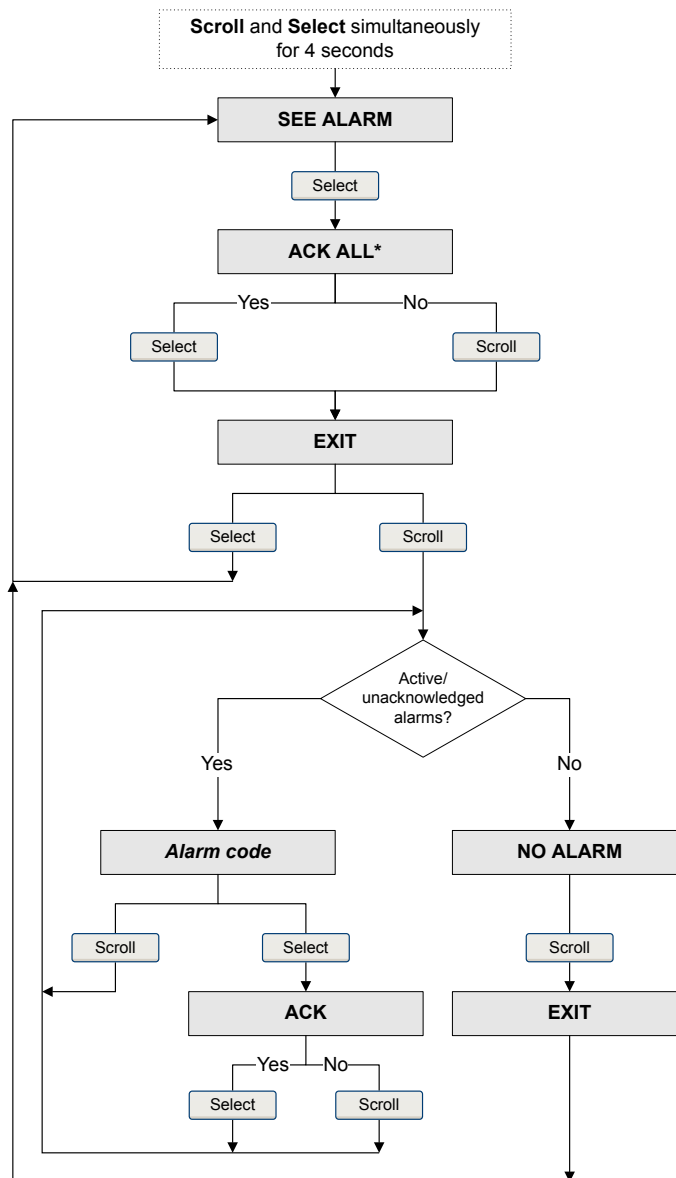 Scroll and Select simultaneously
for 4 seconds
SEE ALARM
Select
ACK ALL*
Yes
No
Select
Scroll
EXIT
Select
Scroll
Active/
unacknowledged
alarms?
Yes
No
Alarm code
NO ALARM
Scroll
Select
Scroll
ACK
EXIT
Yes
No
Select
Scroll